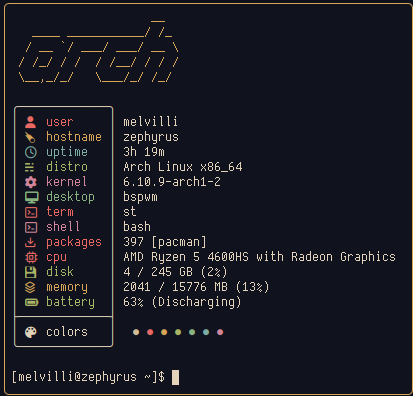 arch
user melvilli
hostname zephyrus
uptime 3h 19m
distro Arch Linux x86_64
kernel 6.10.9-arch1-2
desktop bspwm
term st
shell bash
packages 397 [pacman]
cpu AMD Ryzen 5 4600HS with Radeon Graphics
disk 4 / 245 GB (2%)
memory 2041 / 15776 MB (13%)
battery 63% (Discharging)
colors
[melvilli@zephyrus ~]$